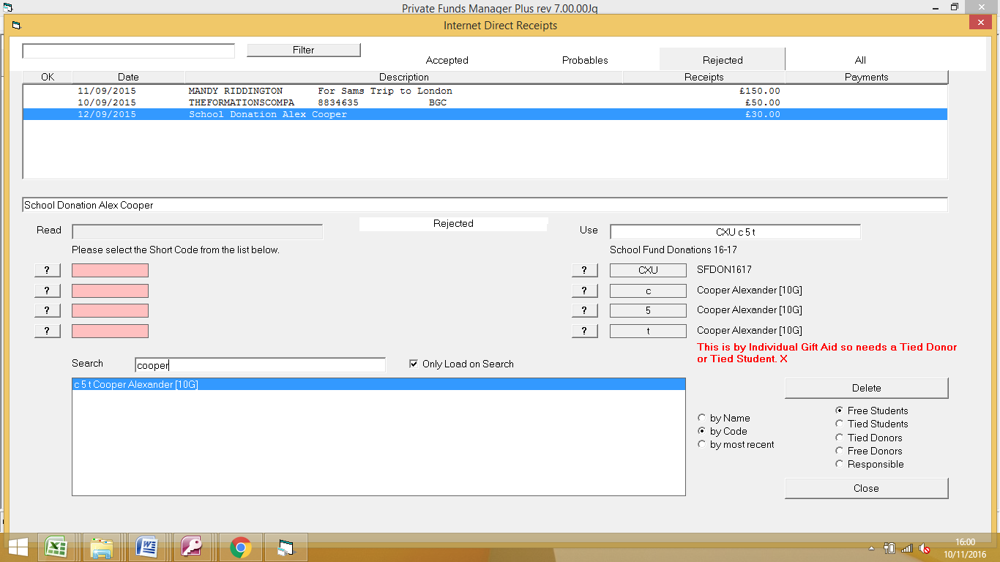 Private Funds Manager Plus rev 7.00.00Jq
Internet Direct Receipts
Filter
Accepted Probables Rejected All
OK Date Description Receipts Payments
11/09/2015 MANDY RIDDINGTON For Sams Trip to London £150.00
10/09/2015 THEFORMATIONSCOMPA 8834635 BGC £50.00
12/09/2015 School Donation Alex Cooper £30.00
School Donation Alex Cooper
Rejected
Read
Please select the Short Code from the list below.
?
?
?
?
Use CXU c 5 t
School Fund Donations 16-17
? CXU SFDON1617
? c Cooper Alexander [10G]
? 5 Cooper Alexander [10G]
? t Cooper Alexander [10G]
This is by Individual Gift Aid so needs a Tied Donor
or Tied Student. X
Search cooper Only Load on Search
c 5 t Cooper Alexander [10G]
by Name
by Code
by most recent
Delete
Free Students
Tied Students
Tied Donors
Free Donors
Responsible
Close
16:00
10/11/2016